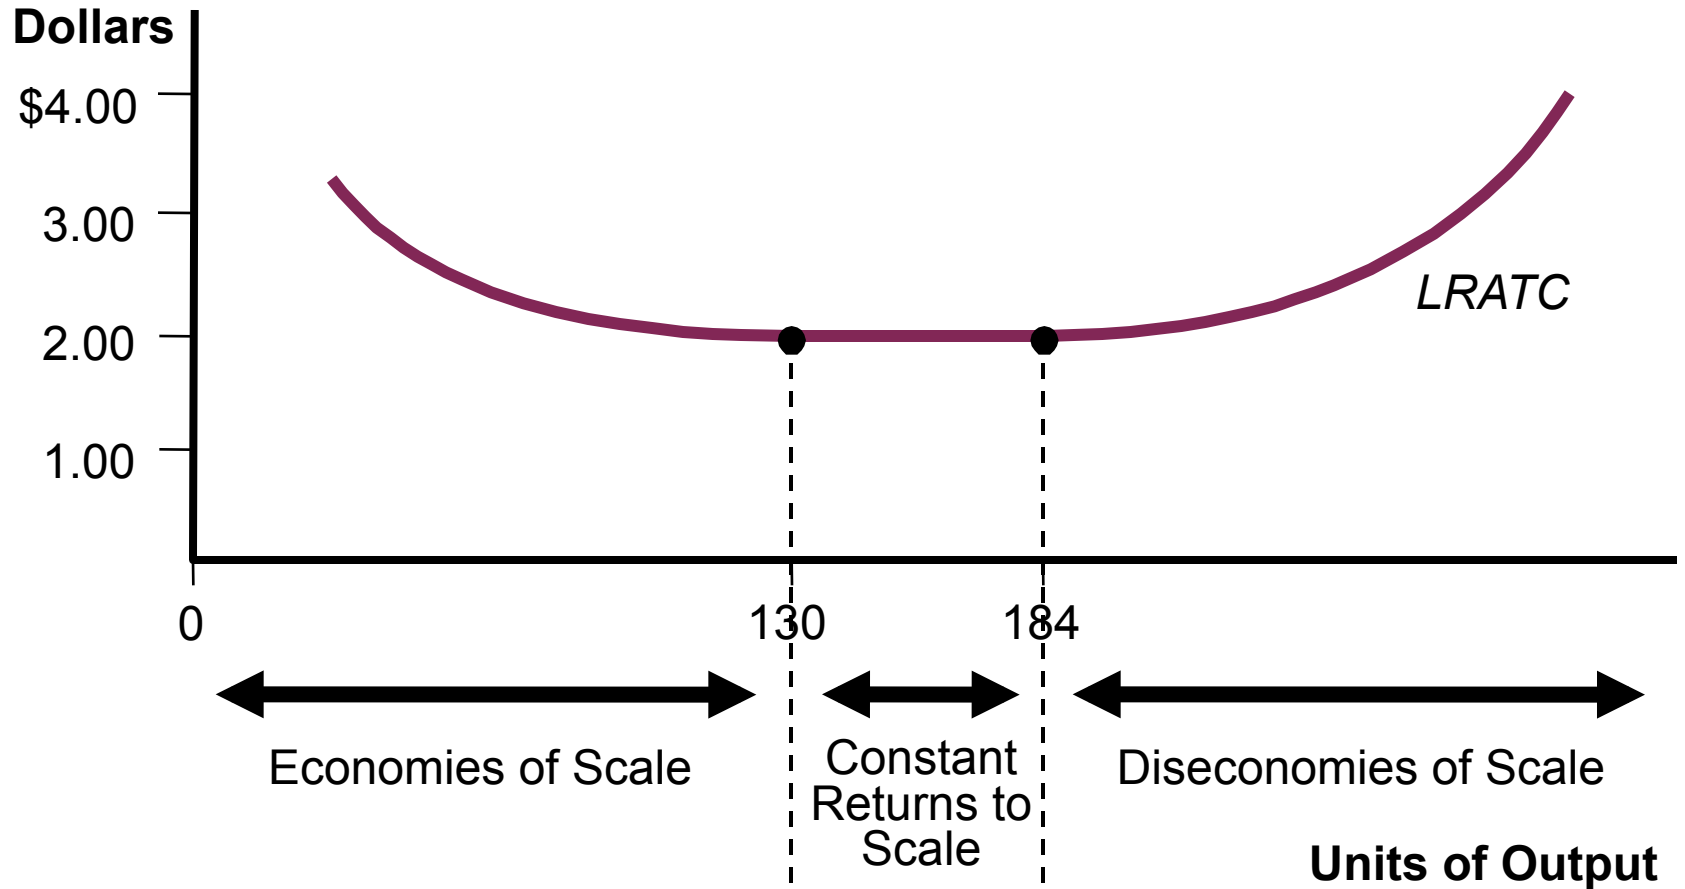 Dollars
$4.00
3.00
2.00
1.00
LRATC
0
130
184
Economies of Scale
Constant
Returns to
Scale
Diseconomies of Scale
Units of Output